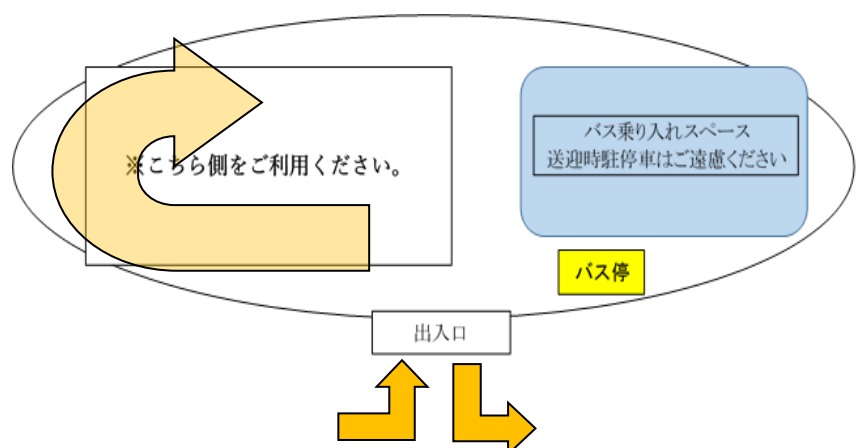 ※こちら側をご利用ください。
バス乗り入れスペース
送迎時駐停車はご遠慮ください
バス停
出入口